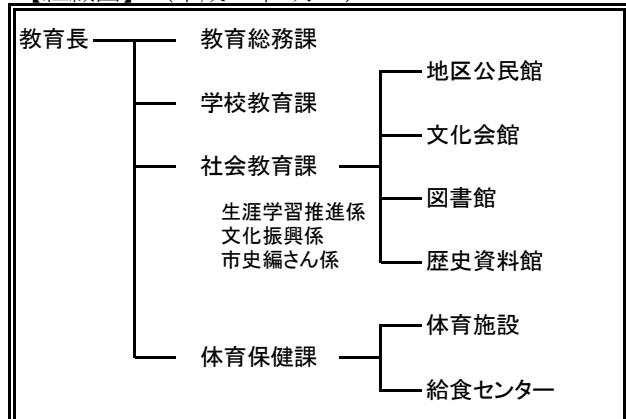 教育長
教育総務課
学校教育課
社会教育課
生涯学習推進係
文化振興係
市史編さん係
地区公民館
文化会館
図書館
歴史資料館
体育保健課
体育施設
給食センター